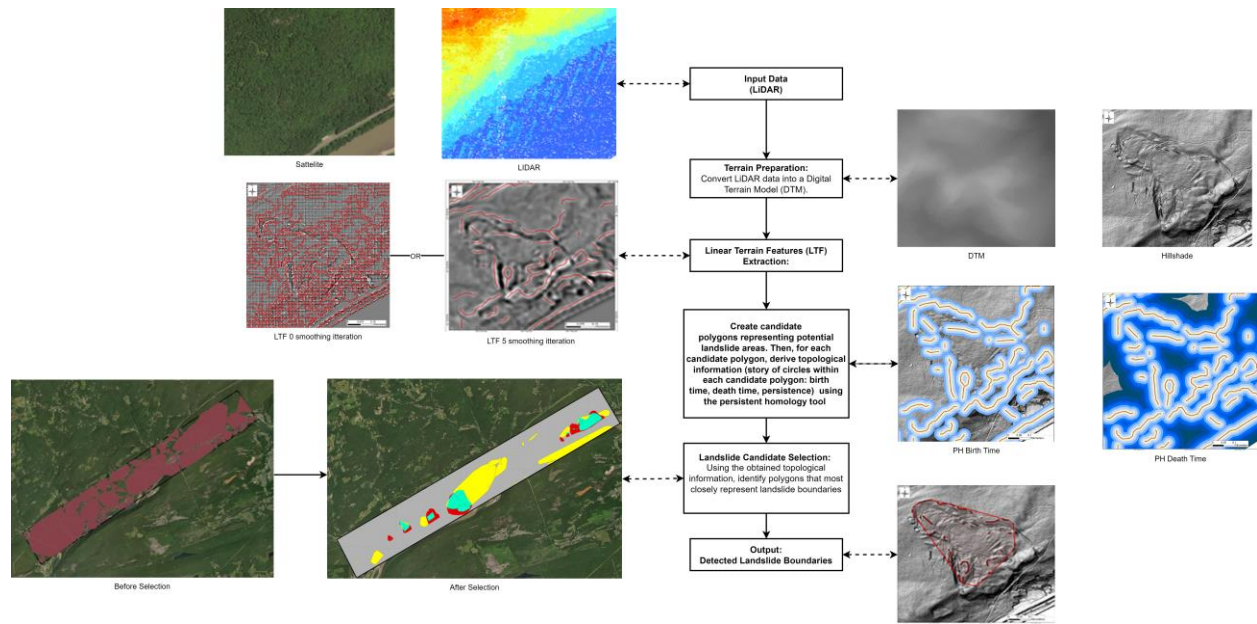 Sattelite
LIDAR
Input Data
(LiDAR)
Terrain Preparation:
Convert LiDAR data into a Digital
Terrain Model (DTM).
DTM
Hillshade
Linear Terrain Features (LTF)
Extraction:
OR
LTF 0 smoothing itteration
LTF 5 smoothing itteration
Create candidate
polygons representing potential
landslide areas. Then, for each
candidate polygon, derive topological
information (story of circles within
each candidate polygon: birth
time, death time, persistence) using
the persistent homology tool
PH Birth Time
PH Death Time
Landslide Candidate Selection:
Using the obtained topological
information, identify polygons that most
closely represent landslide boundaries
Before Selection
After Selection
Output:
Detected Landslide Boundaries